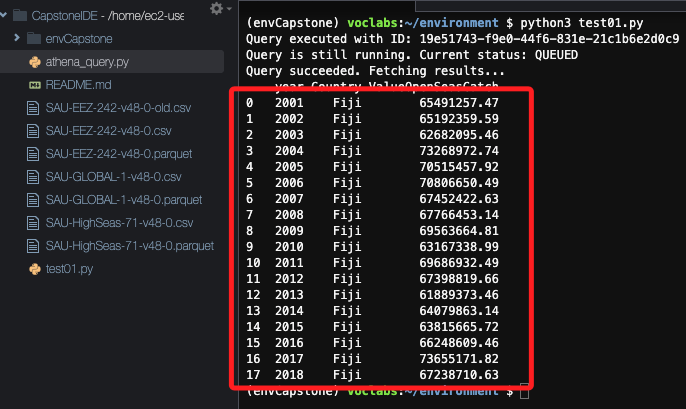 CapstoneIDE - /home/ec2-use
envCapstone
athena_query.py
README.md
SAU-EEZ-242-v48-0-old.csv
SAU-EEZ-242-v48-0.csv
SAU-EEZ-242-v48-0.parquet
SAU-GLOBAL-1-v48-0.csv
SAU-GLOBAL-1-v48-0.parquet
SAU-HighSeas-71-v48-0.csv
SAU-HighSeas-71-v48-0.parquet
test01.py
(envCapstone) voclabs:~/environment $ python3 test01.py
Query executed with ID: 19e51743-f9e0-44f6-831e-21c1b6e2d0c9
Query is still running. Current status: QUEUED
Query succeeded. Fetching results...
year Country ValueOpenSeasCatch
0 2001 Fiji 65491257.47
1 2002 Fiji 65192359.59
2 2003 Fiji 62682095.46
3 2004 Fiji 73268972.74
4 2005 Fiji 70515457.92
5 2006 Fiji 70806650.49
6 2007 Fiji 67452422.63
7 2008 Fiji 67766453.14
8 2009 Fiji 69563664.81
9 2010 Fiji 63167338.99
10 2011 Fiji 69686932.49
11 2012 Fiji 67398819.66
12 2013 Fiji 61889373.46
13 2014 Fiji 64079863.14
14 2015 Fiji 63815665.72
15 2016 Fiji 66248609.46
16 2017 Fiji 73655171.82
17 2018 Fiji 67238710.63
(envCapstone) voclabs:~/environment $